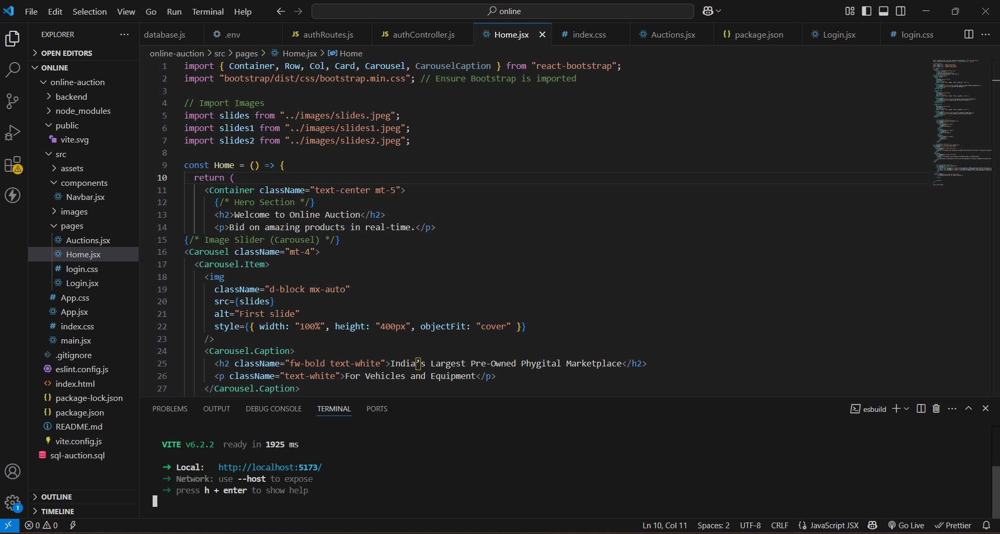 File Edit Selection View Go Run Terminal Help
online
EXPLORER
OPEN EDITORS
ONLINE
online-auction
backend
node_modules
public
vite.svg
src
assets
components
Navbar.jsx
images
pages
Auctions.jsx
Home.jsx
login.css
Login.jsx
App.css
App.jsx
index.css
main.jsx
.gitignore
eslint.config.js
index.html
package-lock.json
package.json
README.md
vite.config.js
sql-auction.sql
OUTLINE
TIMELINE
database.js .env JS authRoutes.js JS authController.js Home.jsx # index.css Auctions.jsx {} package.json Login.jsx # login.css
online-auction > src > pages > Home.jsx > Home
1 import { Container, Row, Col, Card, Carousel, CarouselCaption } from "react-bootstrap";
2 import "bootstrap/dist/css/bootstrap.min.css"; // Ensure Bootstrap is imported
3
4 // Import Images
5 import slides from "../images/slides.jpeg";
6 import slides1 from "../images/slides1.jpeg";
7 import slides2 from "../images/slides2.jpeg";
8
9 const Home = () => {
10 return (
11 <Container className="text-center mt-5">
12 {/* Hero Section */}
13 <h2>Welcome to Online Auction</h2>
14 <p>Bid on amazing products in real-time.</p>
15 {/* Image Slider (Carousel) */}
16 <Carousel className="mt-4">
17 <Carousel.Item>
18 <img
19 className="d-block mx-auto"
20 src={slides}
21 alt="First slide"
22 style={{ width: "100%", height: "400px", objectFit: "cover" }}
23 />
24 <Carousel.Caption>
25 <h2 className="fw-bold text-white">India’s Largest Pre-Owned Phygital Marketplace</h2>
26 <p className="text-white">For Vehicles and Equipment</p>
27 </Carousel.Caption>
PROBLEMS OUTPUT DEBUG CONSOLE TERMINAL PORTS
esbuild
VITE v6.2.2 ready in 1925 ms
➜ Local: http://localhost:5173/
➜ Network: use --host to expose
➜ press h + enter to show help
1
0 0
Ln 10, Col 11 Spaces: 2 UTF-8 CRLF {} JavaScript JSX Go Live Prettier